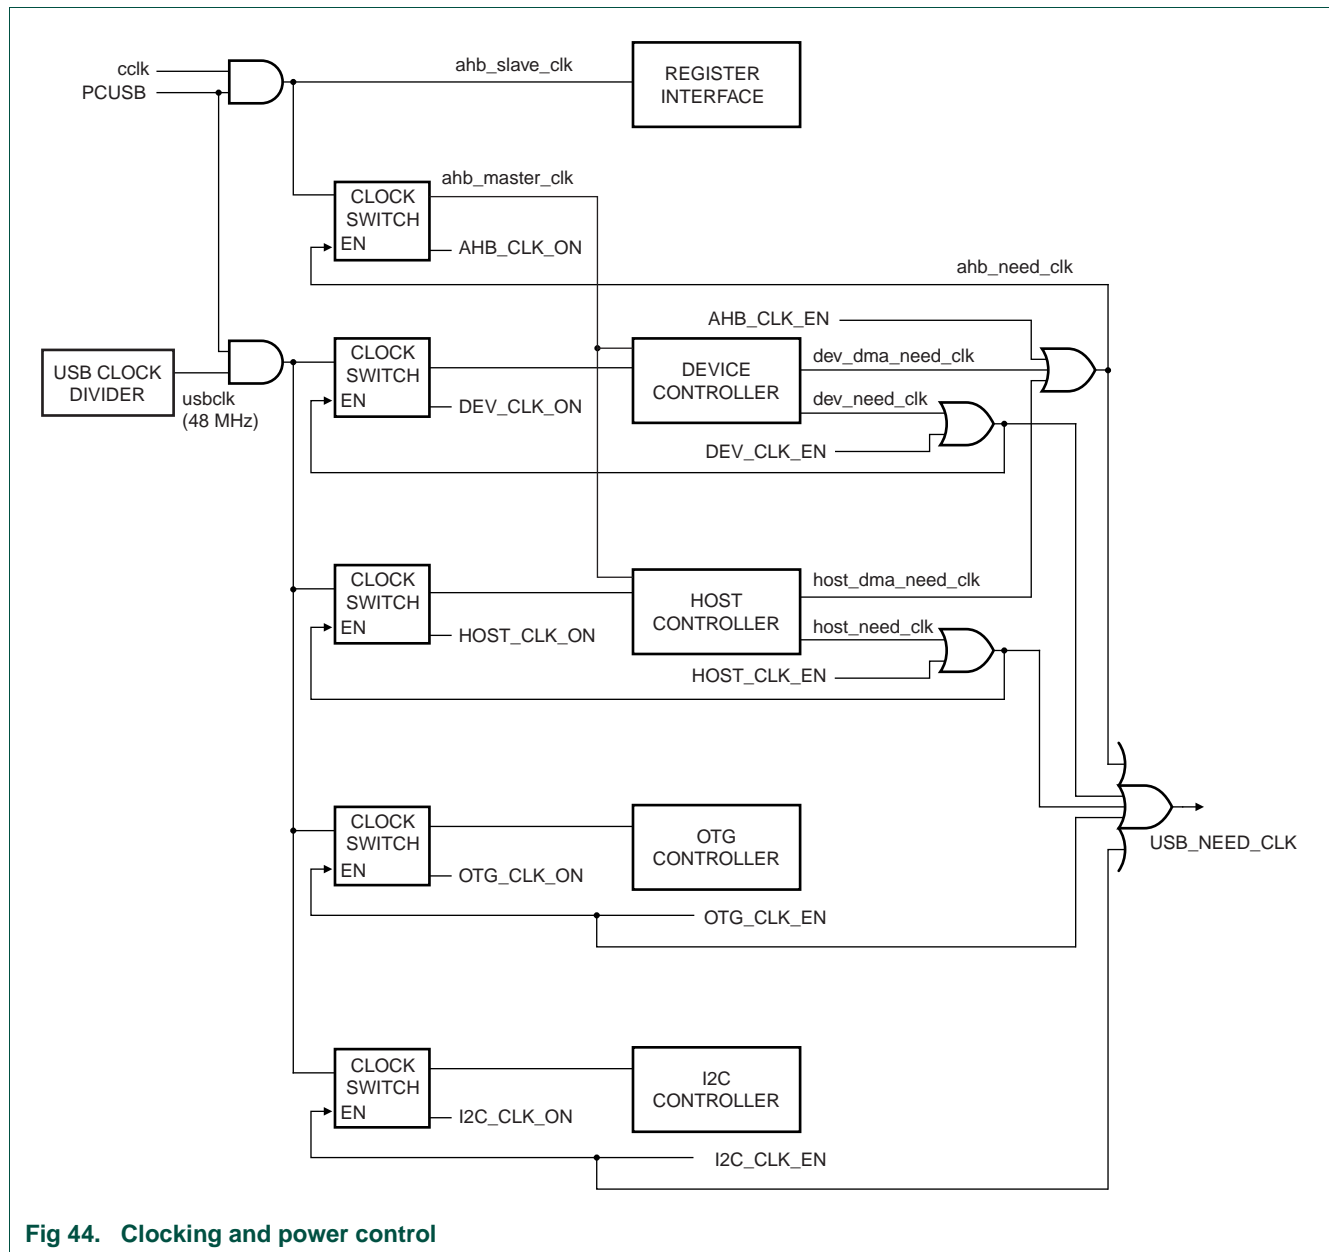 cclk
PCUSB
ahb_slave_clk
REGISTER
INTERFACE
CLOCK
SWITCH
EN
ahb_master_clk
AHB_CLK_ON
ahb_need_clk
AHB_CLK_EN
USB CLOCK
DIVIDER
usbclk
(48 MHz)
CLOCK
SWITCH
EN
DEV_CLK_ON
DEVICE
CONTROLLER
dev_dma_need_clk
dev_need_clk
DEV_CLK_EN
CLOCK
SWITCH
EN
HOST_CLK_ON
HOST
CONTROLLER
host_dma_need_clk
host_need_clk
HOST_CLK_EN
CLOCK
SWITCH
EN
OTG_CLK_ON
OTG
CONTROLLER
OTG_CLK_EN
USB_NEED_CLK
CLOCK
SWITCH
EN
I2C_CLK_ON
I2C
CONTROLLER
I2C_CLK_EN
Fig 44. Clocking and power control